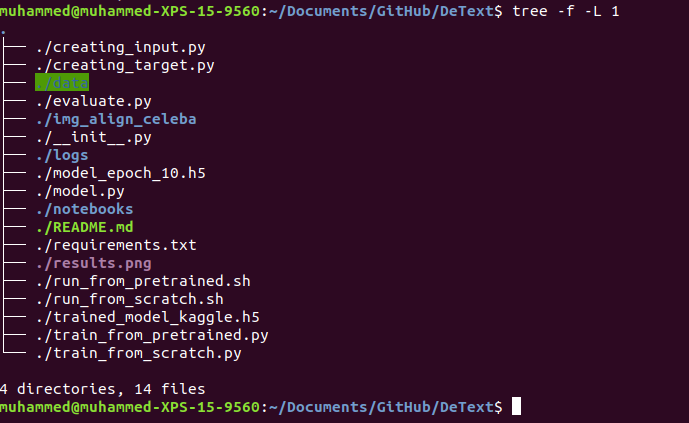 muhammed@muhammed-XPS-15-9560:~/Documents/GitHub/DeText$ tree -f -L 1
.
├── ./creating_input.py
├── ./creating_target.py
├── ./data
├── ./evaluate.py
├── ./img_align_celeba
├── ./__init__.py
├── ./logs
├── ./model_epoch_10.h5
├── ./model.py
├── ./notebooks
├── ./README.md
├── ./requirements.txt
├── ./results.png
├── ./run_from_pretrained.sh
├── ./run_from_scratch.sh
├── ./trained_model_kaggle.h5
├── ./train_from_pretrained.py
└── ./train_from_scratch.py
4 directories, 14 files
muhammed@muhammed-XPS-15-9560:~/Documents/GitHub/DeText$